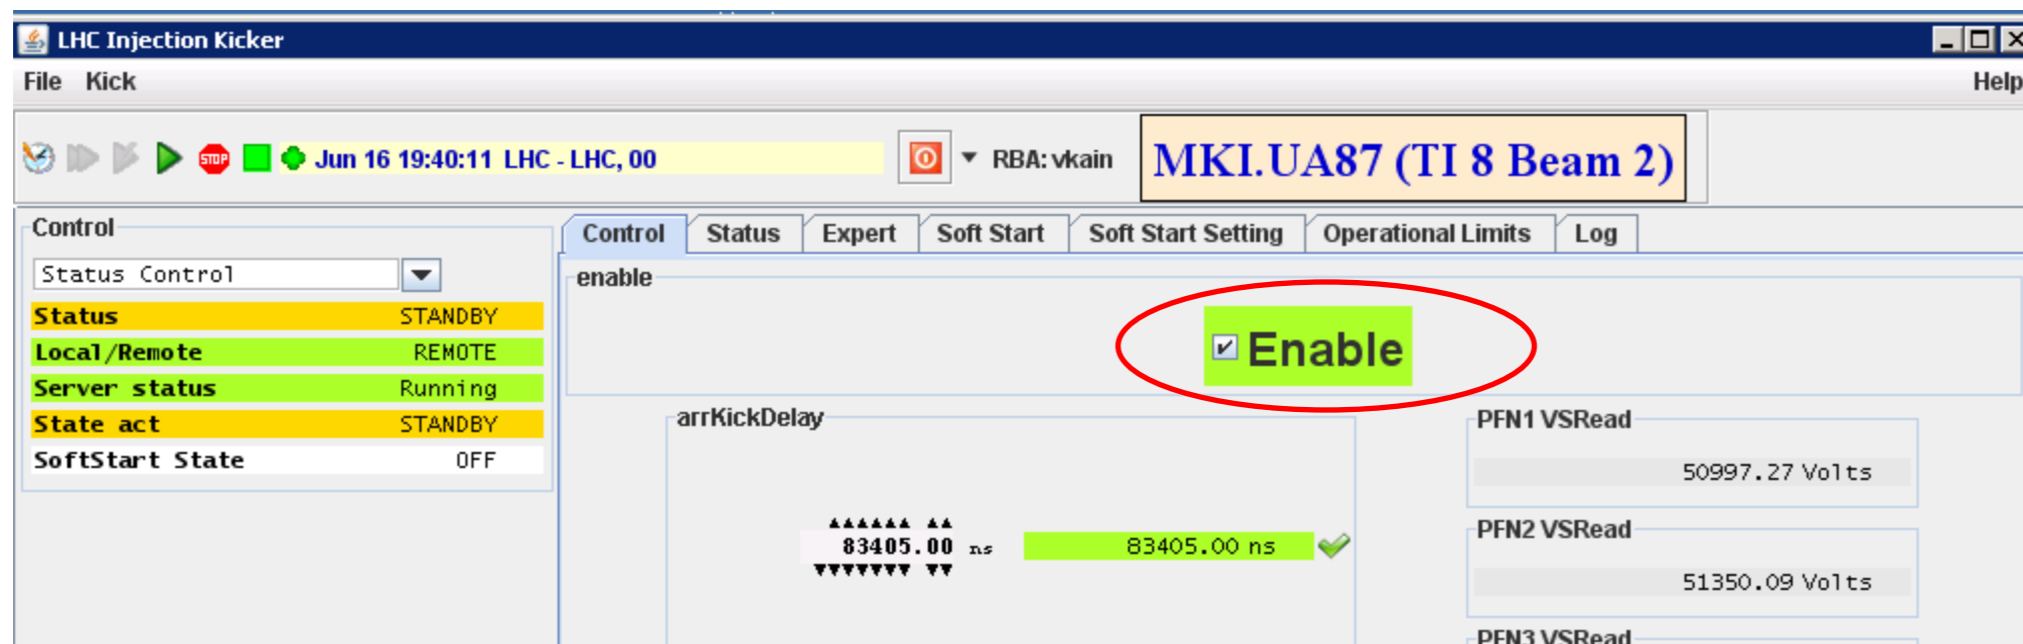 LHC Injection Kicker
File Kick Help
STOP Jun 16 19:40:11 LHC - LHC, 00 RBA: vkain MKI.UA87 (TI 8 Beam 2)
Control
Status Control
Status STANDBY
Local/Remote REMOTE
Server status Running
State act STANDBY
SoftStart State OFF
Control Status Expert Soft Start Soft Start Setting Operational Limits Log
enable
Enable
arrKickDelay
83405.00 ns 83405.00 ns
PFN1 VSRead
50997.27 Volts
PFN2 VSRead
51350.09 Volts
PFN3 VSRead